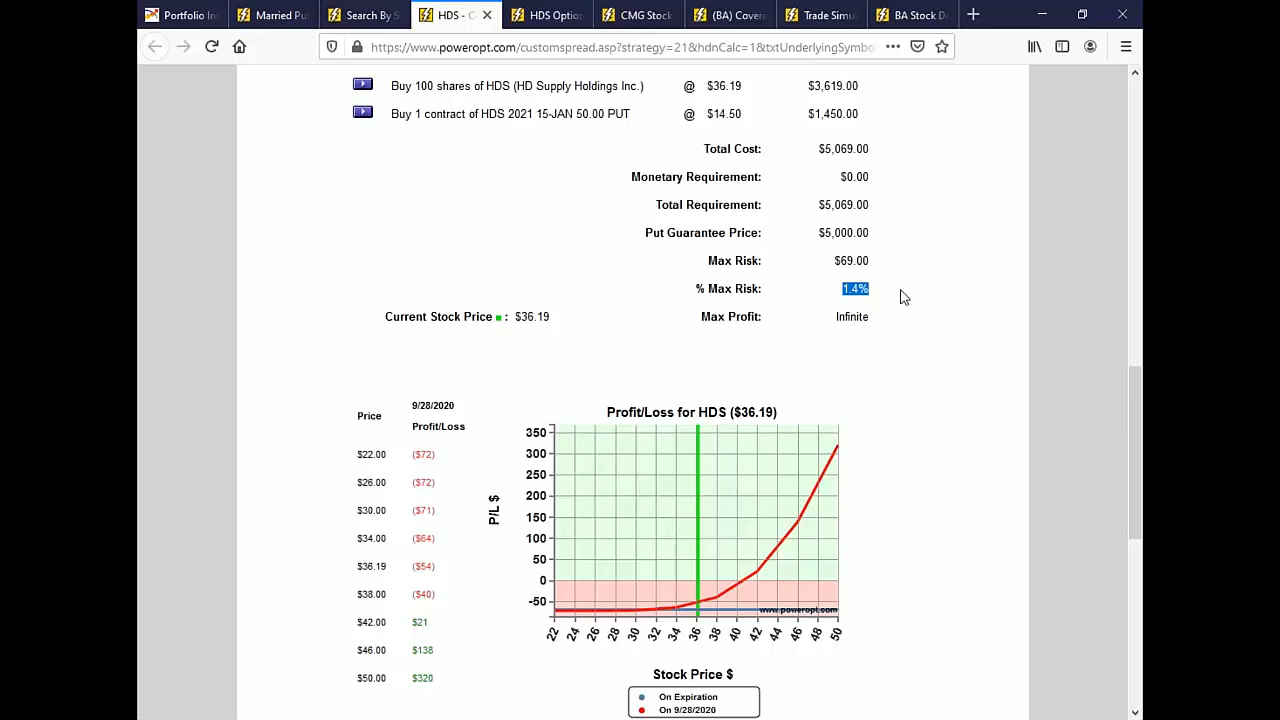 Portfolio In
Married Pu
Search By S
HDS - C
HDS Option
CMG Stock
(BA) Covere
Trade Simul
BA Stock De
https://www.poweropt.com/customspread.asp?strategy=21&hdnCalc=1&txtUnderlyingSymbo
Buy 100 shares of HDS (HD Supply Holdings Inc.) @ $36.19 $3,619.00
Buy 1 contract of HDS 2021 15-JAN 50.00 PUT @ $14.50 $1,450.00
Total Cost: $5,069.00
Monetary Requirement: $0.00
Total Requirement: $5,069.00
Put Guarantee Price: $5,000.00
Max Risk: $69.00
% Max Risk: 1.4%
Current Stock Price : $36.19 Max Profit: Infinite
Price 9/28/2020 Profit/Loss
$22.00 ($72)
$26.00 ($72)
$30.00 ($71)
$34.00 ($64)
$36.19 ($54)
$38.00 ($40)
$42.00 $21
$46.00 $138
$50.00 $320
Profit/Loss for HDS ($36.19)
P/L $
350
300
250
200
150
100
50
0
-50
www.poweropt.com
22 24 26 28 30 32 34 36 38 40 42 44 46 48 50
Stock Price $
On Expiration
On 9/28/2020